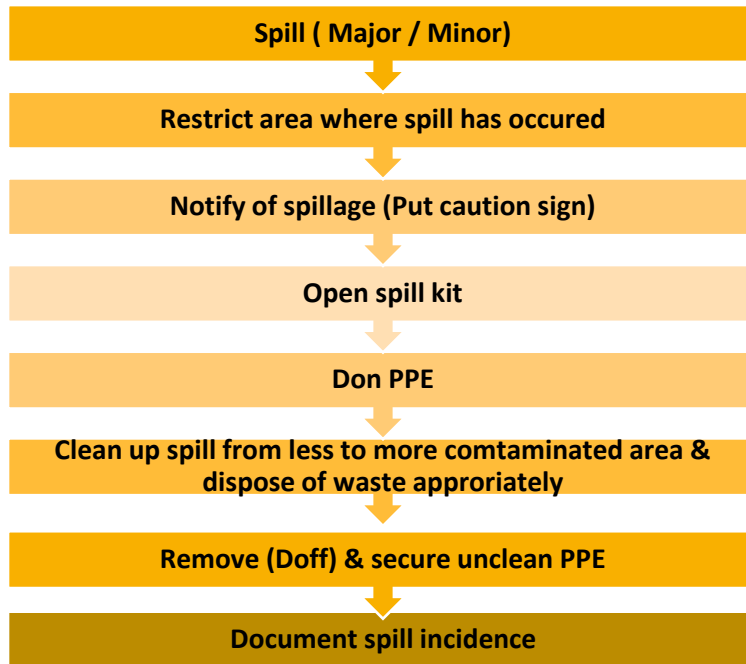 Spill ( Major / Minor)
Restrict area where spill has occured
Notify of spillage (Put caution sign)
Open spill kit
Don PPE
Clean up spill from less to more comtaminated area &
dispose of waste approriately
Remove (Doff) & secure unclean PPE
Document spill incidence